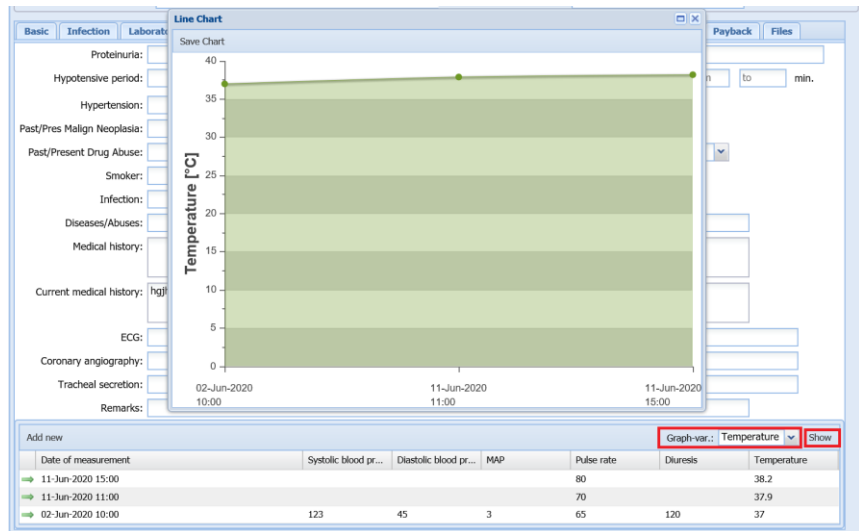 Line Chart
Basic Infection Payback Files
Save Chart
Proteinuria:
Hypotensive period: to min.
Hypertension:
Past/Pres Malign Neoplasia:
Past/Present Drug Abuse:
Smoker:
Infection:
Diseases/Abuses:
Medical history:
Current medical history:
ECG:
Coronary angiography:
Tracheal secretion:
Remarks:
Temperature [°C]
40
35
30
25
20
15
10
5
0
02-Jun-2020 11-Jun-2020 11-Jun-2020
10:00 11:00 15:00
Add new Graph-var.: Temperature Show
Date of measurement Systolic blood pr... Diastolic blood pr... MAP Pulse rate Diuresis Temperature
11-Jun-2020 15:00 80 38.2
11-Jun-2020 11:00 70 37.9
02-Jun-2020 10:00 123 45 3 65 120 37